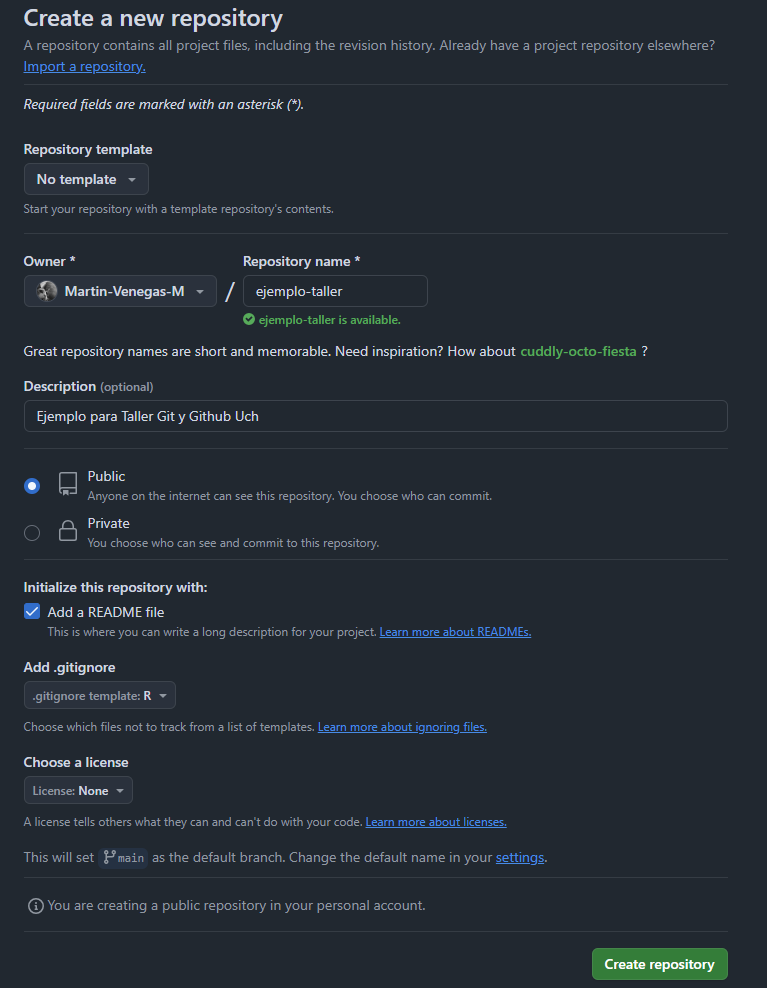 Create a new repository
A repository contains all project files, including the revision history. Already have a project repository elsewhere?
Import a repository.
Required fields are marked with an asterisk (*).
Repository template
No template
Start your repository with a template repository's contents.
Owner *
Repository name *
Martin-Venegas-M
/
ejemplo-taller
ejemplo-taller is available.
Great repository names are short and memorable. Need inspiration? How about cuddly-octo-fiesta ?
Description (optional)
Ejemplo para Taller Git y Github Uch
Public
Anyone on the internet can see this repository. You choose who can commit.
Private
You choose who can see and commit to this repository.
Initialize this repository with:
Add a README file
This is where you can write a long description for your project. Learn more about READMEs.
Add .gitignore
.gitignore template: R
Choose which files not to track from a list of templates. Learn more about ignoring files.
Choose a license
License: None
A license tells others what they can and can't do with your code. Learn more about licenses.
This will set main as the default branch. Change the default name in your settings.
You are creating a public repository in your personal account.
Create repository